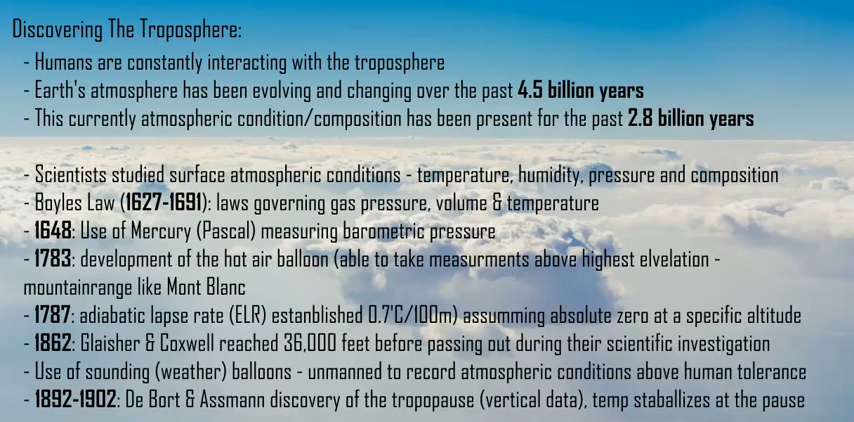 Discovering The Troposphere:
- Humans are constantly interacting with the troposphere
- Earth's atmosphere has been evolving and changing over the past 4.5 billion years
- This currently atmospheric condition/composition has been present for the past 2.8 billion years
- Scientists studied surface atmospheric conditions - temperature, humidity, pressure and composition
- Boyles Law (1627-1691): laws governing gas pressure, volume & temperature
- 1648: Use of Mercury (Pascal) measuring barometric pressure
- 1783: development of the hot air balloon (able to take measurments above highest elvelation -
mountainrange like Mont Blanc
- 1787: adiabatic lapse rate (ELR) estanblished 0.7'C/100m) assumming absolute zero at a specific altitude
- 1862: Glaisher & Coxwell reached 36,000 feet before passing out during their scientific investigation
- Use of sounding (weather) balloons - unmanned to record atmospheric conditions above human tolerance
- 1892-1902: De Bort & Assmann discovery of the tropopause (vertical data), temp staballizes at the pause